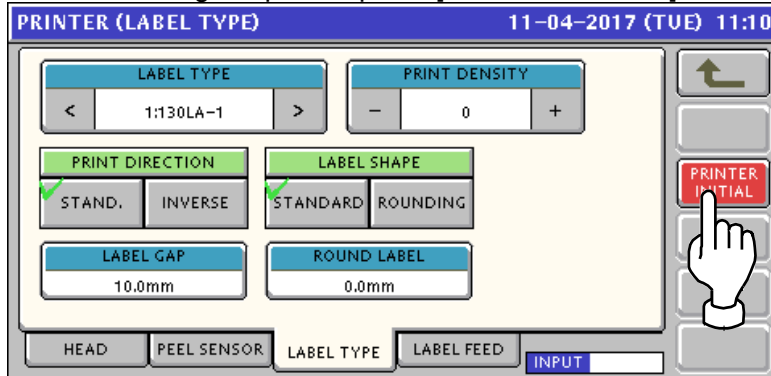 PRINTER (LABEL TYPE) 11-04-2017 (TUE) 11:10
LABEL TYPE
< 1:130LA-1 >
PRINT DENSITY
- 0 +
PRINT DIRECTION
STAND. INVERSE
LABEL SHAPE
STANDARD ROUNDING
LABEL GAP
10.0mm
ROUND LABEL
0.0mm
PRINTER
INITIAL
HEAD PEEL SENSOR LABEL TYPE LABEL FEED INPUT